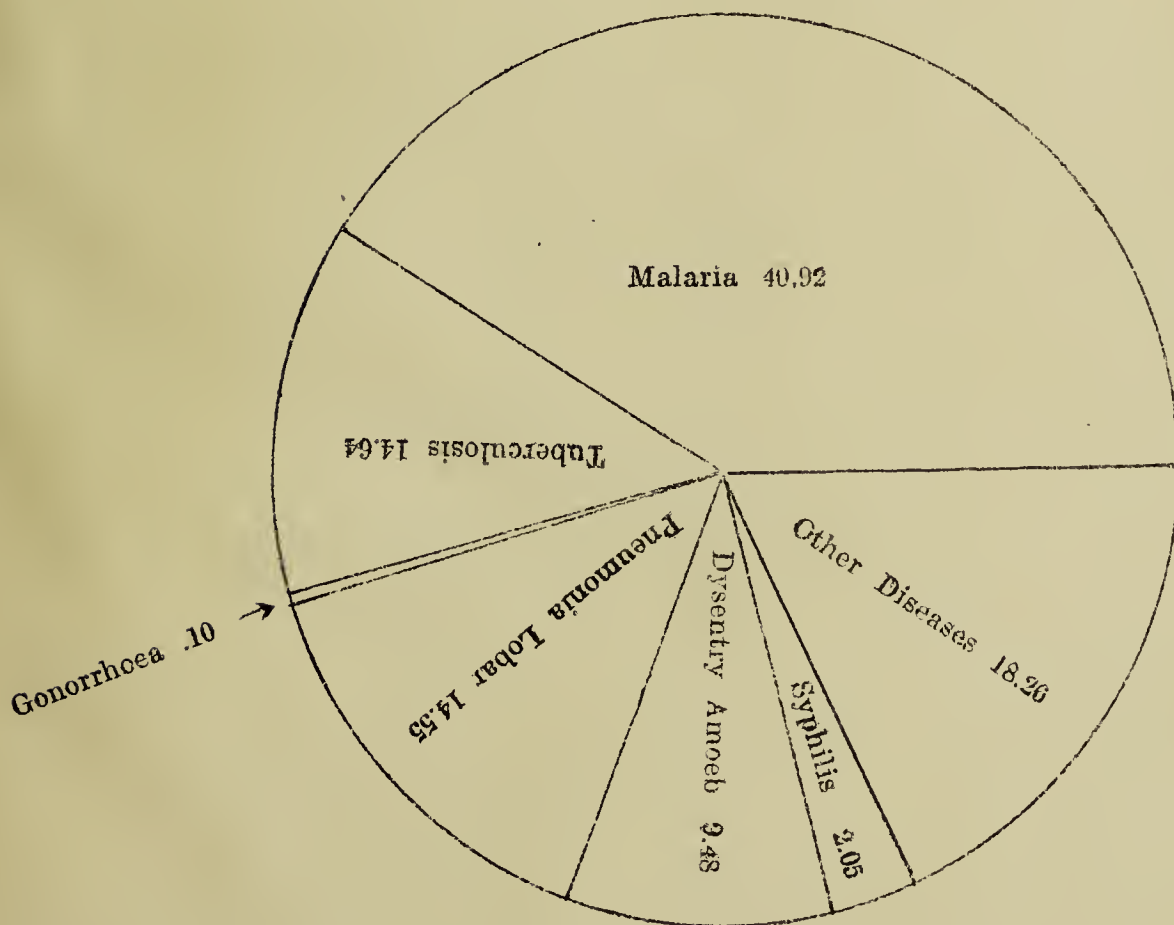 Malaria 40.92
Tuberculosis 14.64
Gonorrhoea .10
Pneumonia Lobar 14.55
Dysentry Amoeb 9.48
Syphilis 2.05
Other Diseases 18.26